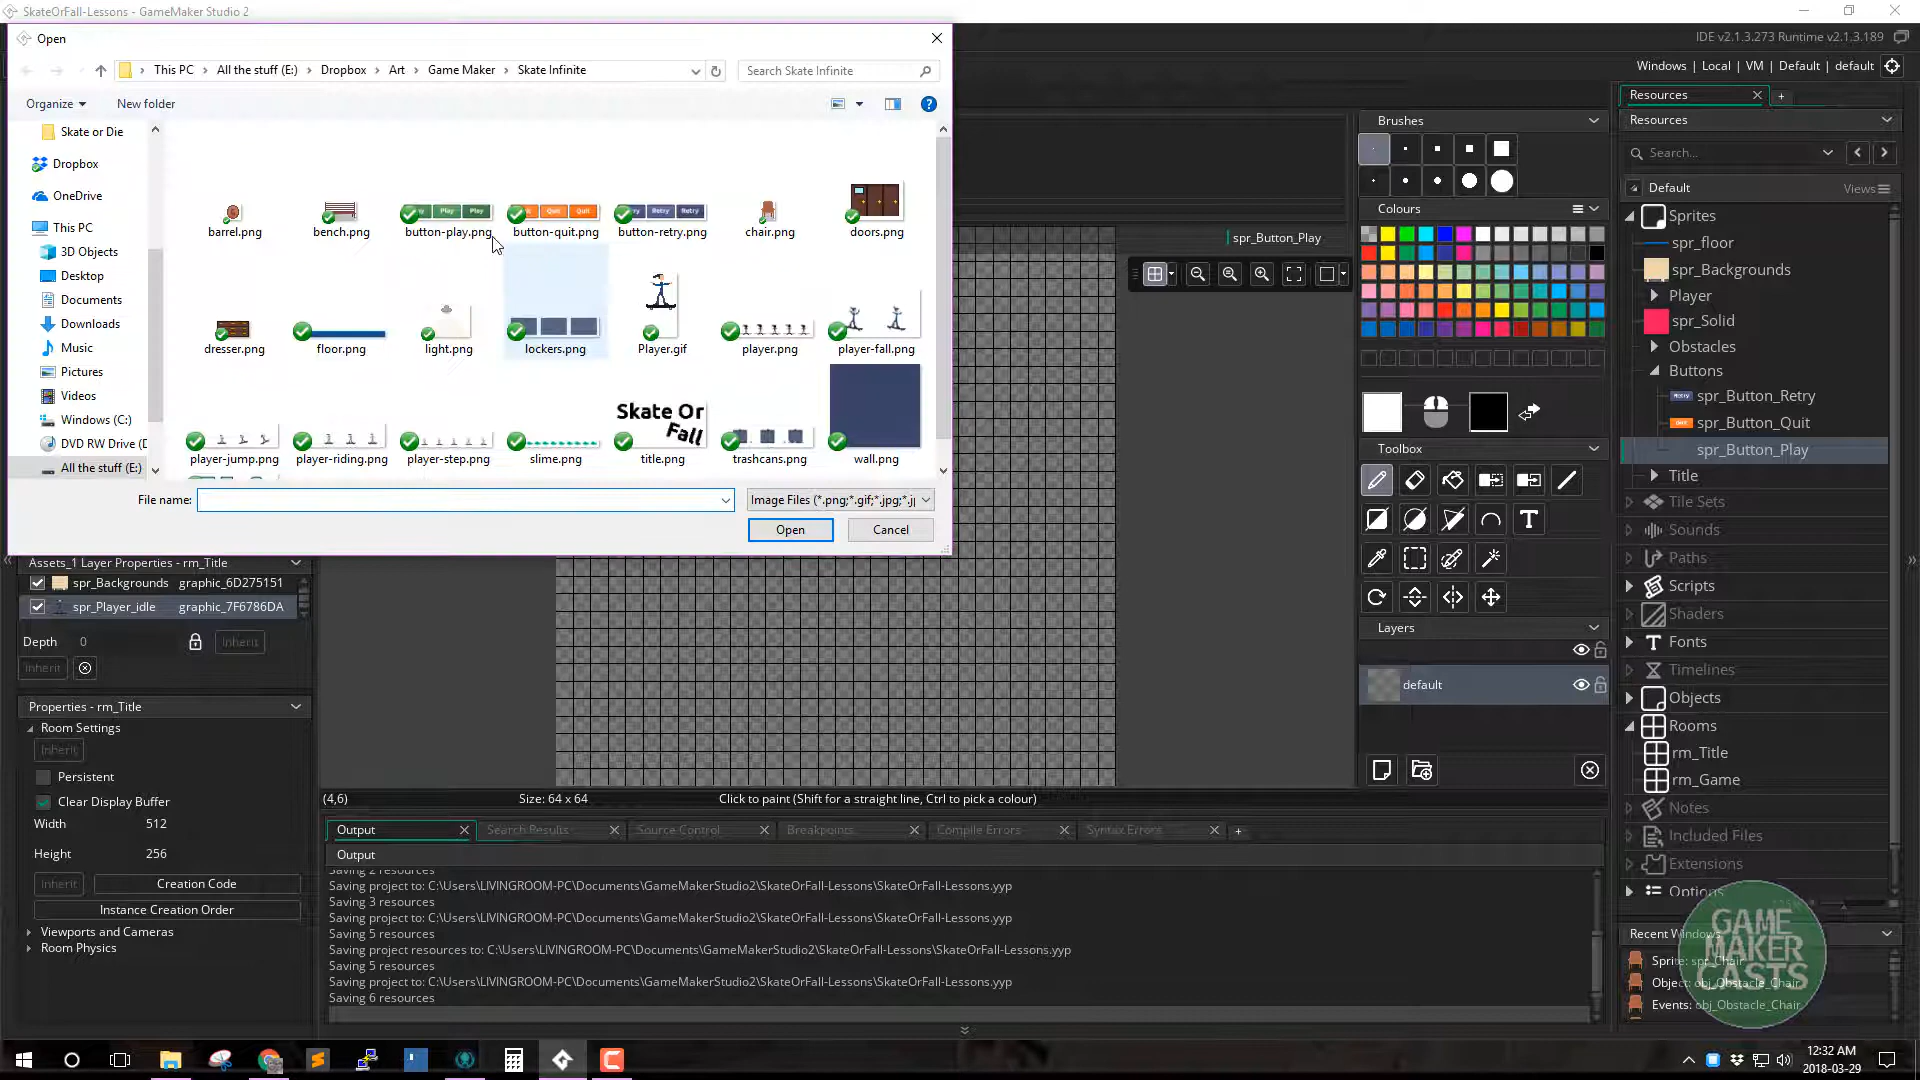 SkateOrFall-Lessons - GameMaker Studio 2
Open
IDE v2.1.3.273 Runtime v2.1.3.189
This PC > All the stuff (E:) > Dropbox > Art > Game Maker > Skate Infinite
Search Skate Infinite
Windows | Local | VM | Default | default
Organize
New folder
Skate or Die
Dropbox
OneDrive
This PC
3D Objects
Desktop
Documents
Downloads
Music
Pictures
Videos
Windows (C:)
DVD RW Drive (D
All the stuff (E:)
Play Play
Quit Quit
Retry Retry
barrel.png
bench.png
button-play.png
button-quit.png
button-retry.png
chair.png
doors.png
dresser.png
floor.png
light.png
lockers.png
Player.gif
player.png
player-fall.png
Skate Or
Fall
player-jump.png
player-riding.png
player-step.png
slime.png
title.png
trashcans.png
wall.png
File name:
Image Files (*.png;*.gif;*.jpg;*.j
Open
Cancel
spr_Button_Play
Brushes
Colours
Toolbox
Layers
default
Resources
Resources
Search...
Default
Views
Sprites
spr_floor
spr_Backgrounds
Player
spr_Solid
Obstacles
Buttons
Retry
spr_Button_Retry
spr_Button_Quit
spr_Button_Play
Title
Tile Sets
Sounds
Paths
Scripts
Shaders
Fonts
Timelines
Objects
Rooms
rm_Title
rm_Game
Notes
Included Files
Extensions
Options
Recent Windows
Sprite: spr_Chair
Object: obj_Obstacle_Chair
Events: obj_Obstacle_Chair
GAME
MAKER
CASTS
Assets_1 Layer Properties - rm_Title
spr_Backgrounds graphic_6D275151
spr_Player_idle graphic_7F6786DA
Depth 0
Inherit
Inherit
Properties - rm_Title
Room Settings
Inherit
Persistent
Clear Display Buffer
Width 512
Height 256
Inherit
Creation Code
Instance Creation Order
Viewports and Cameras
Room Physics
(4,6)
Size: 64 x 64
Click to paint (Shift for a straight line, Ctrl to pick a colour)
Output
Search Results
Source Control
Breakpoints
Compile Errors
Syntax Errors
Output
Saving 2 resources
Saving project to: C:\Users\LIVINGROOM-PC\Documents\GameMakerStudio2\SkateOrFall-Lessons\SkateOrFall-Lessons.yyp
Saving 3 resources
Saving project to: C:\Users\LIVINGROOM-PC\Documents\GameMakerStudio2\SkateOrFall-Lessons\SkateOrFall-Lessons.yyp
Saving 5 resources
Saving project resources to: C:\Users\LIVINGROOM-PC\Documents\GameMakerStudio2\SkateOrFall-Lessons\SkateOrFall-Lessons.yyp
Saving 5 resources
Saving project to: C:\Users\LIVINGROOM-PC\Documents\GameMakerStudio2\SkateOrFall-Lessons\SkateOrFall-Lessons.yyp
Saving 6 resources
12:32 AM
2018-03-29